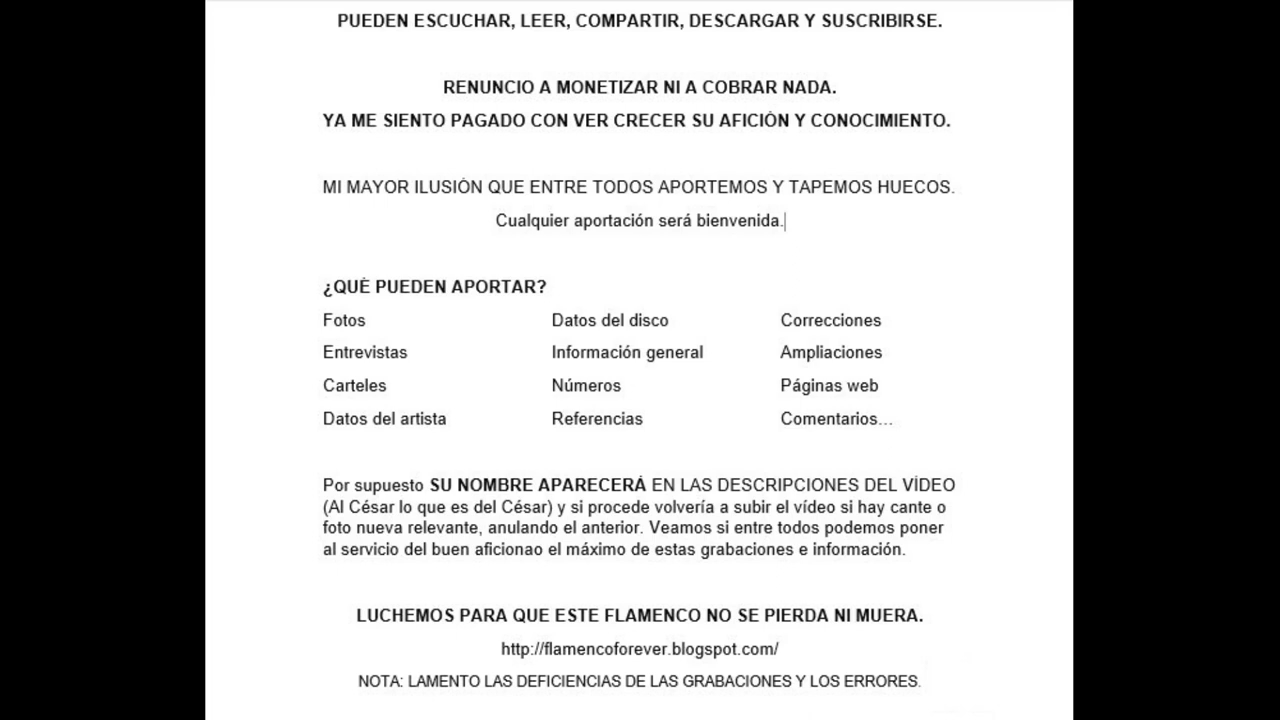 PUEDEN ESCUCHAR, LEER, COMPARTIR, DESCARGAR Y SUSCRIBIRSE.
RENUNCIO A MONETIZAR NI A COBRAR NADA.
YA ME SIENTO PAGADO CON VER CRECER SU AFICIÓN Y CONOCIMIENTO.
MI MAYOR ILUSIÓN QUE ENTRE TODOS APORTEMOS Y TAPEMOS HUECOS.
Cualquier aportación será bienvenida.
¿QUÉ PUEDEN APORTAR?
Fotos Datos del disco Correcciones
Entrevistas Información general Ampliaciones
Carteles Números Páginas web
Datos del artista Referencias Comentarios...
Por supuesto SU NOMBRE APARECERÁ EN LAS DESCRIPCIONES DEL VÍDEO
(Al César lo que es del César) y si procede volvería a subir el vídeo si hay cante o
foto nueva relevante, anulando el anterior. Veamos si entre todos podemos poner
al servicio del buen aficionao el máximo de estas grabaciones e información.
LUCHEMOS PARA QUE ESTE FLAMENCO NO SE PIERDA NI MUERA.
http://flamencoforever.blogspot.com/
NOTA: LAMENTO LAS DEFICIENCIAS DE LAS GRABACIONES Y LOS ERRORES.